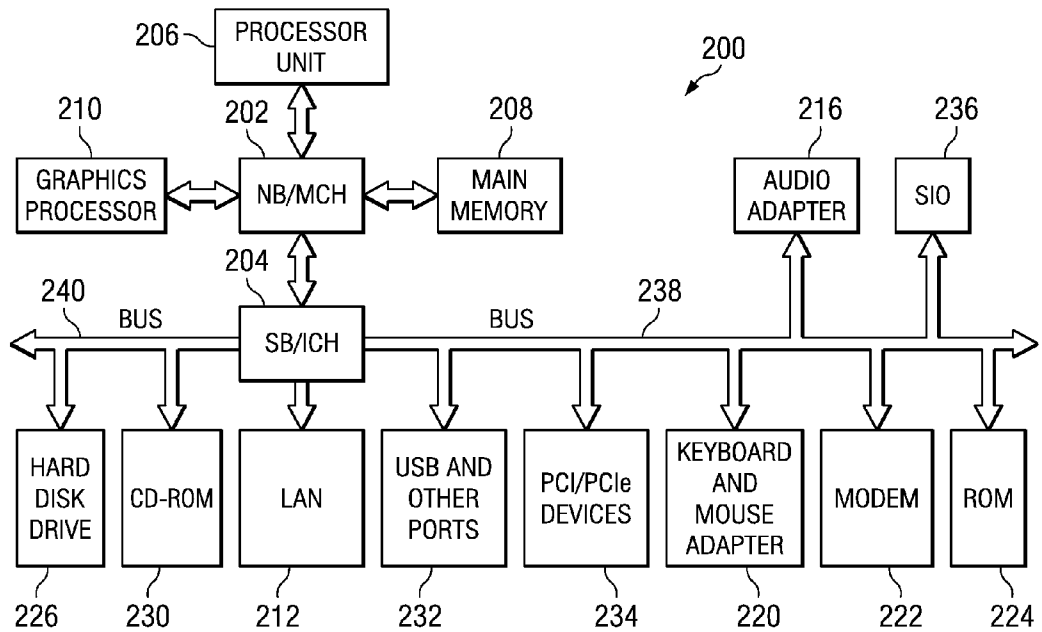 206
PROCESSOR
UNIT
200
210
202
208
216
236
GRAPHICS
PROCESSOR
NB/MCH
MAIN
MEMORY
AUDIO
ADAPTER
SIO
204
240
BUS
SB/ICH
BUS
238
HARD
DISK
DRIVE
CD-ROM
LAN
USB AND
OTHER
PORTS
PCI/PCIe
DEVICES
KEYBOARD
AND
MOUSE
ADAPTER
MODEM
ROM
226
230
212
232
234
220
222
224